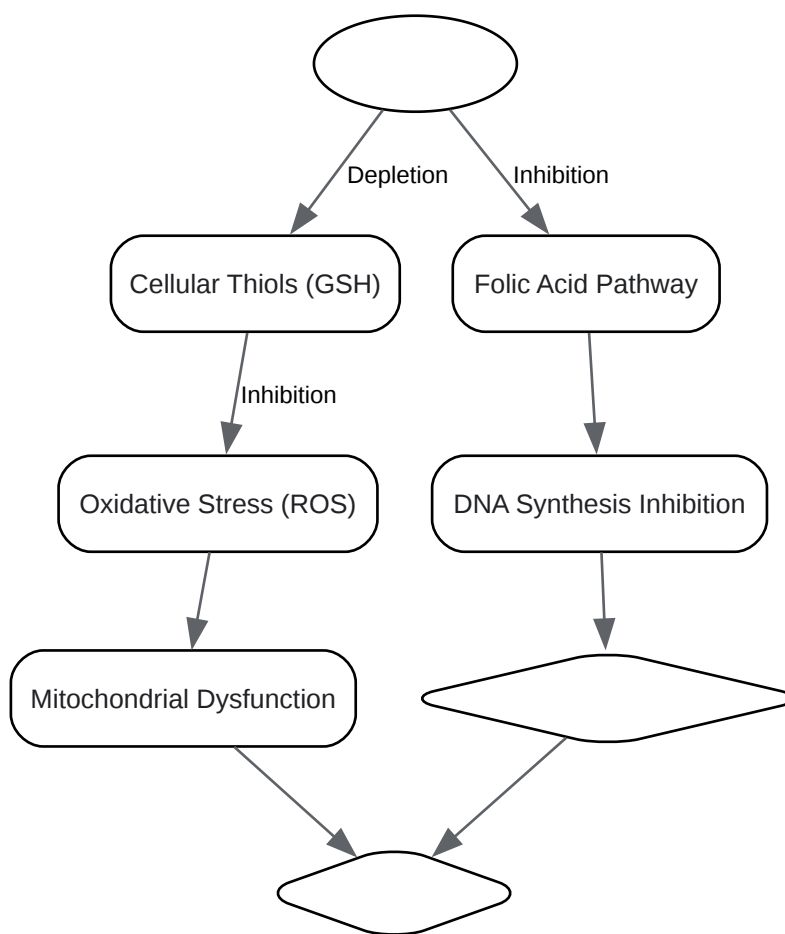 Depletion
Inhibition
Cellular Thiols (GSH)
Folic Acid Pathway
Inhibition
Oxidative Stress (ROS)
DNA Synthesis Inhibition
Mitochondrial Dysfunction